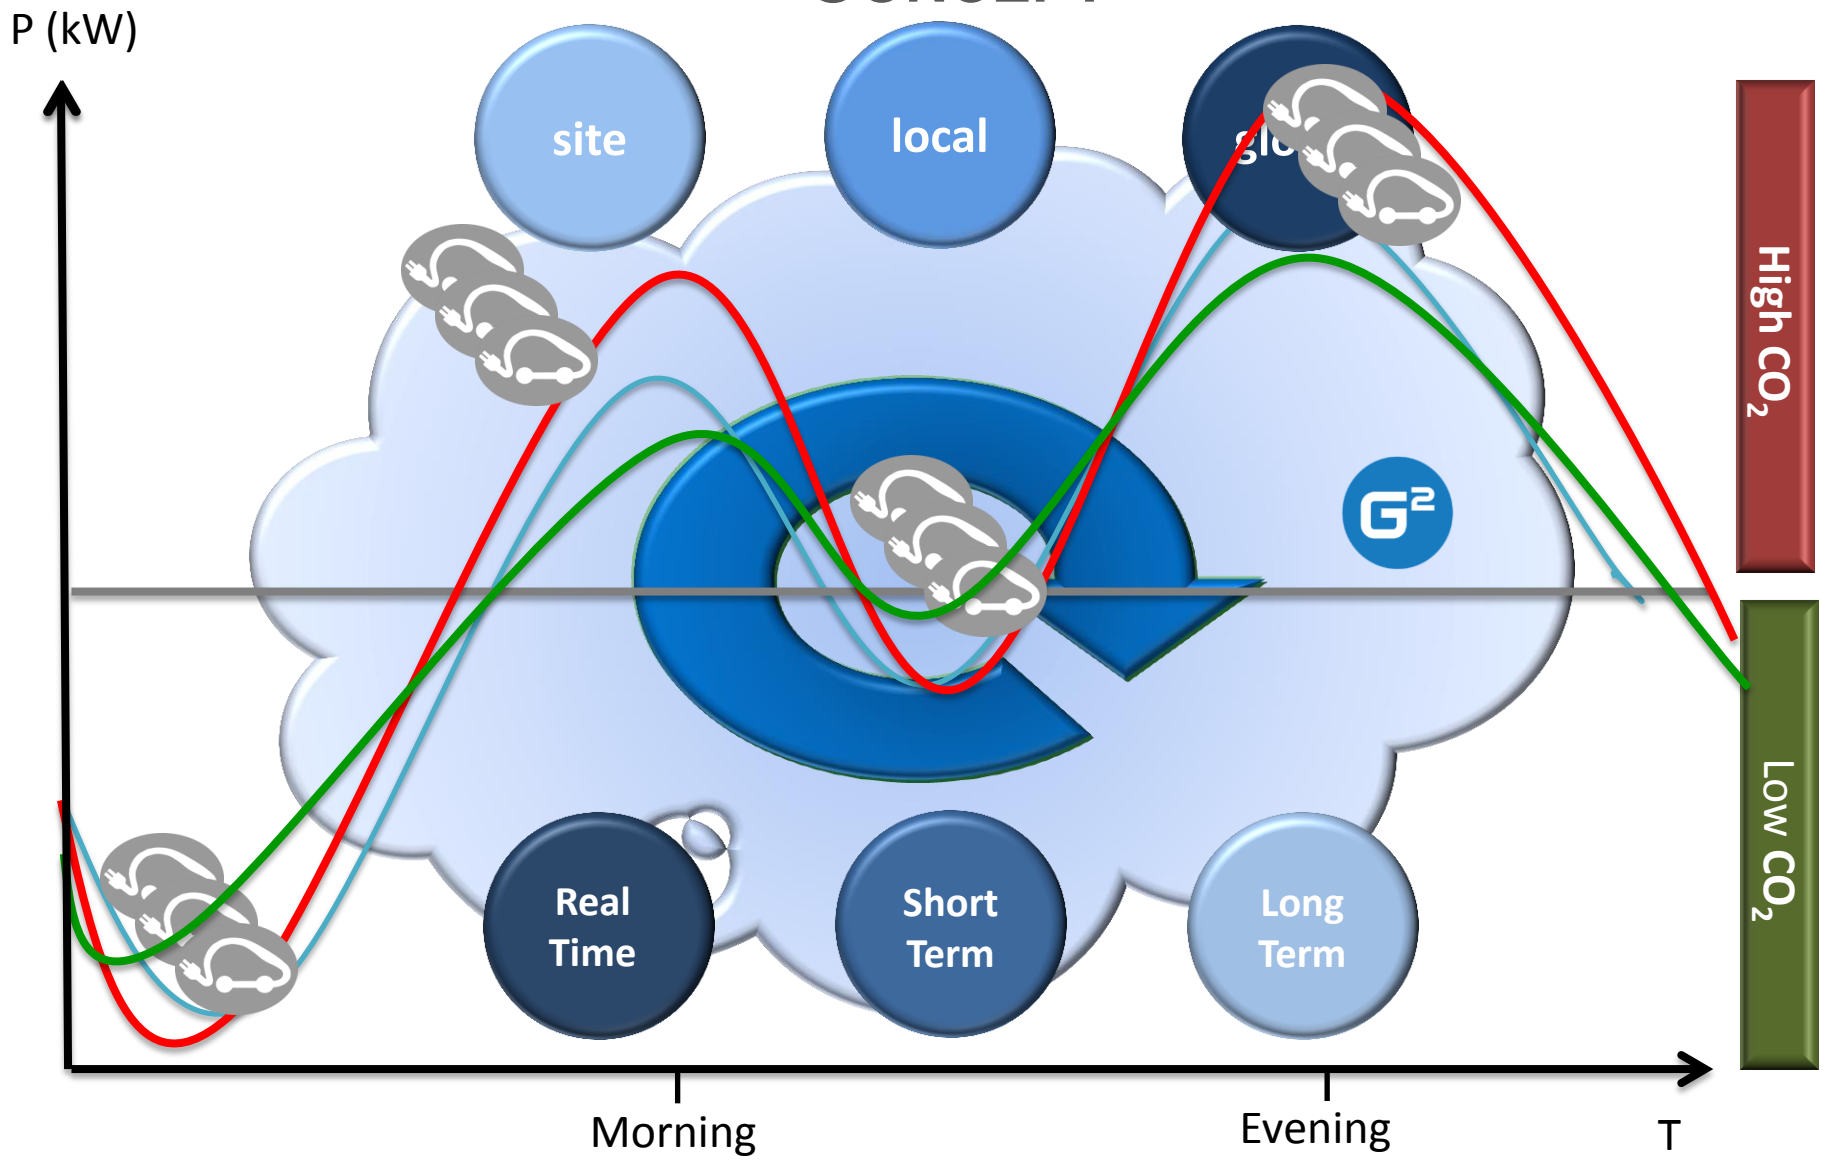 P (kW)
site
local
High CO₂
G²
Low CO₂
Real
Time
Short
Term
Long
Term
Morning
Evening
T